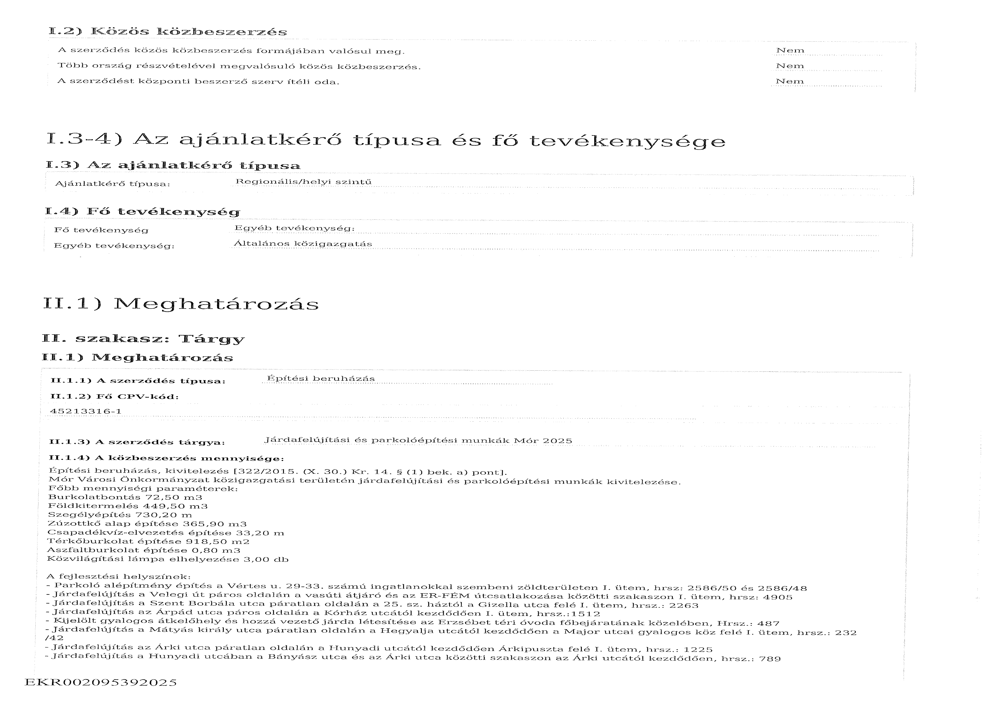 I.2) Közös közbeszerzés
A szerződés közös közbeszerzés formájában valósul meg. Nem
Több ország részvételével megvalósuló közös közbeszerzés. Nem
A szerződést központi beszerző szerv ítéli oda. Nem
I.3-4) Az ajánlatkérő típusa és fő tevékenysége
I.3) Az ajánlatkérő típusa
Ajánlatkérő típusa: Regionális/helyi szintű
I.4) Fő tevékenység
Fő tevékenység Egyéb tevékenység:
Egyéb tevékenység: Általános közigazgatás
II.1) Meghatározás
II. szakasz: Tárgy
II.1) Meghatározás
II.1.1) A szerződés típusa: Építési beruházás
II.1.2) Fő CPV-kód:
45213316-1
II.1.3) A szerződés tárgya: Járdafelújítási és parkolóépítési munkák Mór 2025
II.1.4) A közbeszerzés mennyisége:
Építési beruházás, kivitelezés [322/2015. (X. 30.) Kr. 14. § (1) bek. a) pont].
Mór Városi Önkormányzat közigazgatási területén járdafelújítási és parkolóépítési munkák kivitelezése.
Főbb mennyiségi paraméterek:
Burkolatbontás 72,50 m3
Földkitermelés 449,50 m3
Szegélyépítés 730,20 m
Zúzottkő alap építése 365,90 m3
Csapadékvíz-elvezetés építése 33,20 m
Térkőburkolat építése 918,50 m2
Aszfaltburkolat építése 0,80 m3
Közvilágítási lámpa elhelyezése 3,00 db
A fejlesztési helyszínek:
- Parkoló alépítmény építés a Vértes u. 29-33. számú ingatlanokkal szembeni zöldterületen I. ütem, hrsz: 2586/50 és 2586/48
- Járdafelújítás a Velegi út páros oldalán a vasúti átjáró és az ER-FÉM útcsatlakozása közötti szakaszon I. ütem, hrsz: 4905
- Járdafelújítás a Szent Borbála utca páratlan oldalán a 25. sz. háztól a Gizella utca felé I. ütem, hrsz.: 2263
- Járdafelújítás az Árpád utca páros oldalán a Kórház utcától kezdődően I. ütem, hrsz.:1512
- Kijelölt gyalogos átkelőhely és hozzá vezető járda létesítése az Erzsébet téri óvoda főbejáratának közelében, Hrsz.: 487
- Járdafelújítás a Mátyás király utca páratlan oldalán a Hegyalja utcától kezdődően a Major utcai gyalogos köz felé I. ütem, hrsz.: 232
/42
- Járdafelújítás az Árki utca páratlan oldalán a Hunyadi utcától kezdődően Árkipuszta felé I. ütem, hrsz.: 1225
- Járdafelújítás a Hunyadi utcában a Bányász utca és az Árki utca közötti szakaszon az Árki utcától kezdődően, hrsz.: 789
EKR002095392025